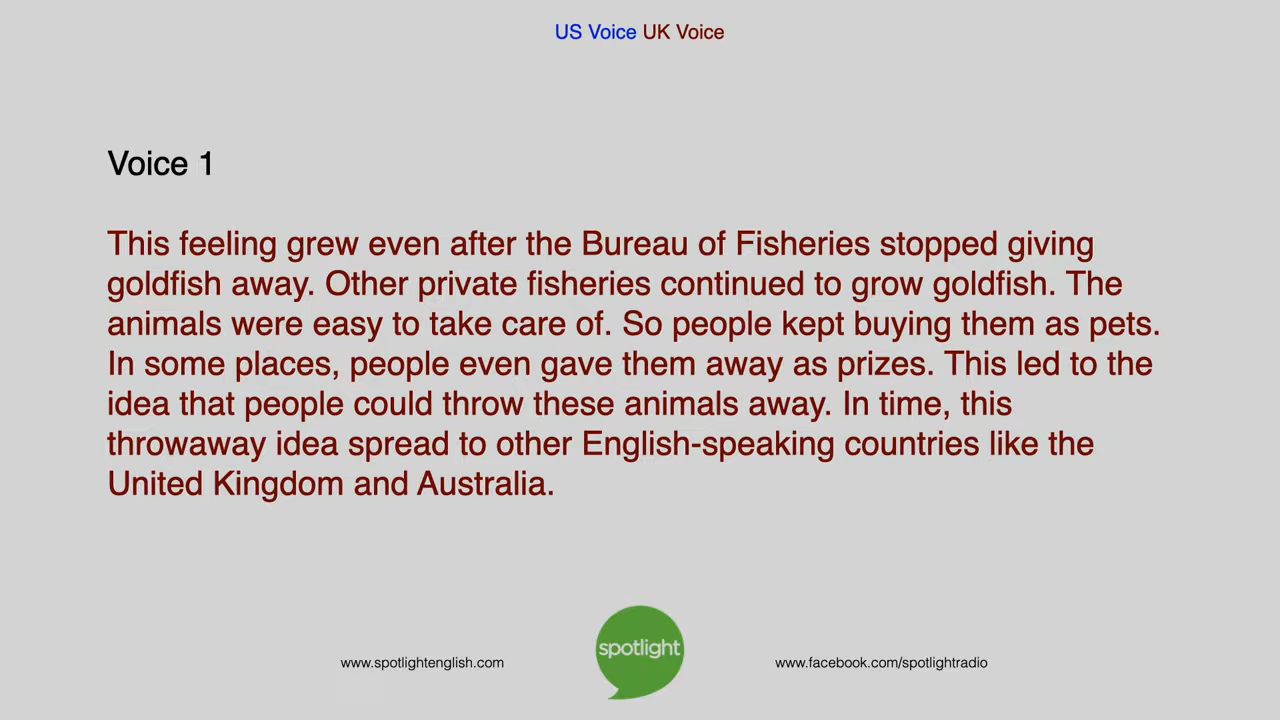 US Voice UK Voice
Voice 1
This feeling grew even after the Bureau of Fisheries stopped giving
goldfish away. Other private fisheries continued to grow goldfish. The
animals were easy to take care of. So people kept buying them as pets.
In some places, people even gave them away as prizes. This led to the
idea that people could throw these animals away. In time, this
throwaway idea spread to other English-speaking countries like the
United Kingdom and Australia.
www.spotlightenglish.com
spotlight
www.facebook.com/spotlightradio